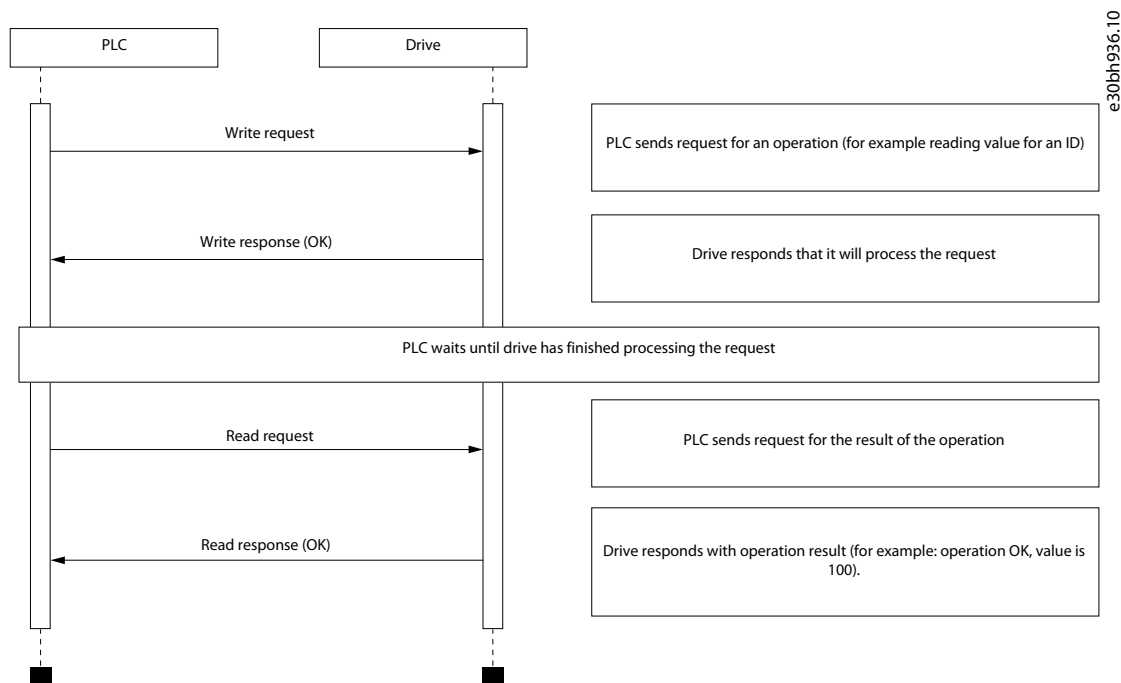 PLC
Drive
e30bh936.10
Write request
PLC sends request for an operation (for example reading value for an ID)
Write response (OK)
Drive responds that it will process the request
PLC waits until drive has finished processing the request
Read request
PLC sends request for the result of the operation
Read response (OK)
Drive responds with operation result (for example: operation OK, value is
100).